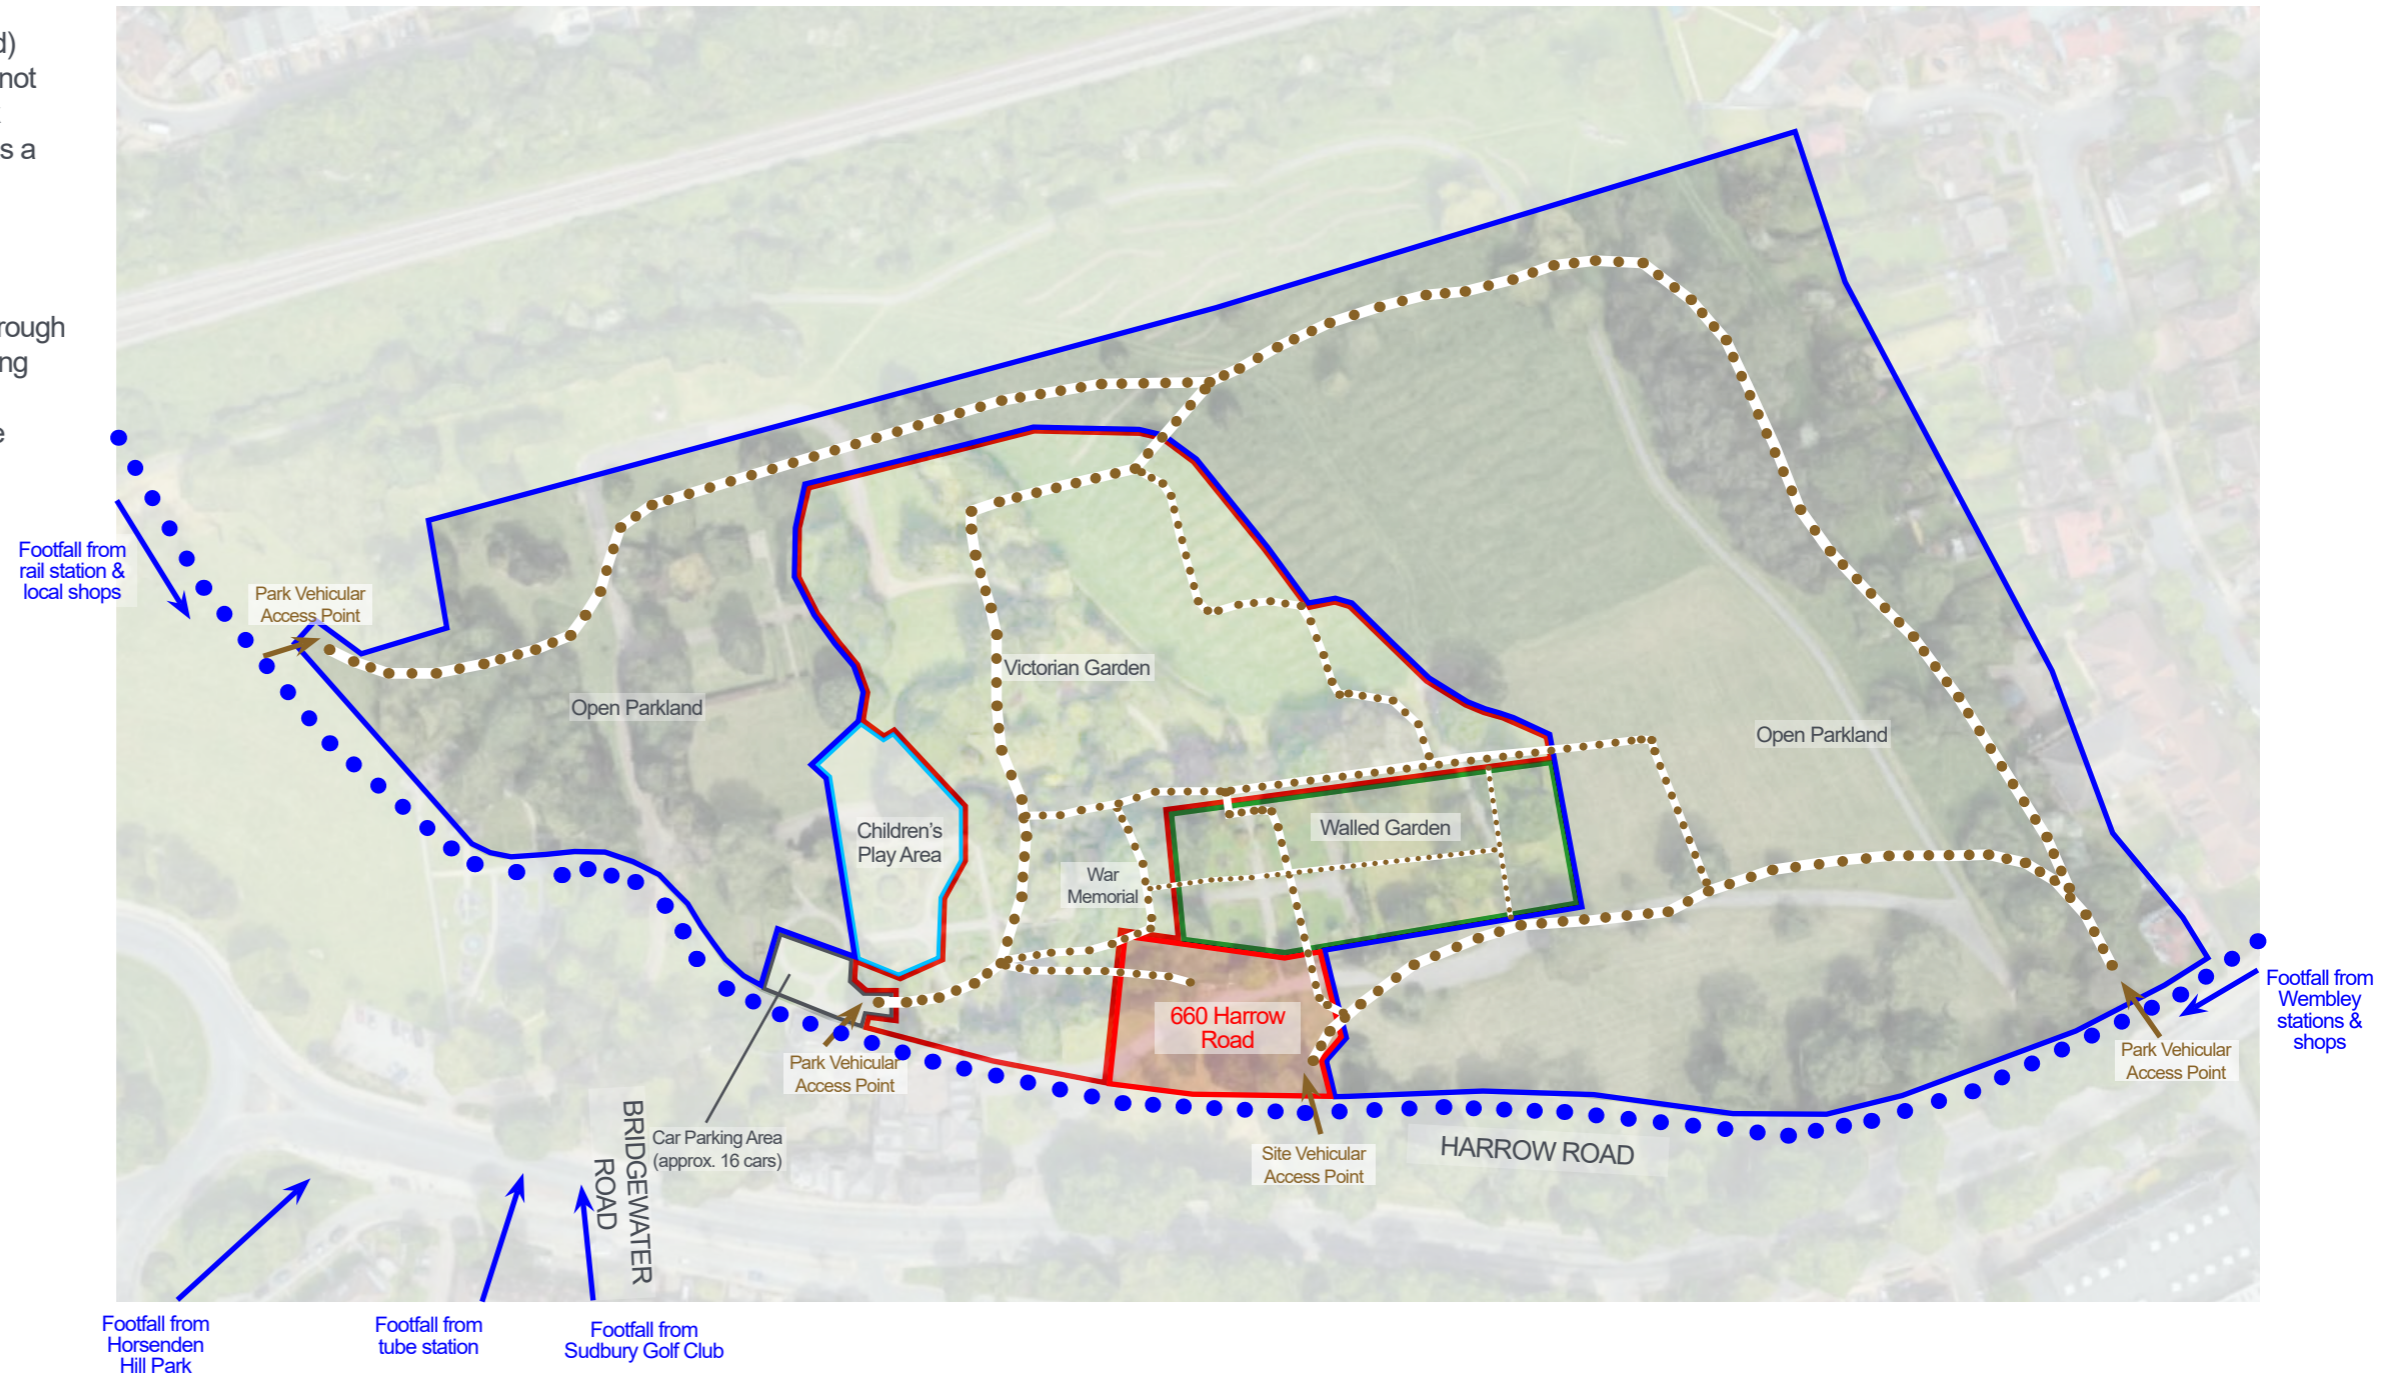 d)
not
s a
rough
ng
e
Footfall from
rail station &
local shops
Park Vehicular
Access Point
Open Parkland
Victorian Garden
Open Parkland
Children's
Play Area
War
Memorial
Walled Garden
660 Harrow
Road
Park Vehicular
Access Point
Car Parking Area
(approx. 16 cars)
BRIDGEWATER
ROAD
Site Vehicular
Access Point
HARROW ROAD
Park Vehicular
Access Point
Footfall from
Wembley
stations &
shops
Footfall from
Horsenden
Hill Park
Footfall from
tube station
Footfall from
Sudbury Golf Club